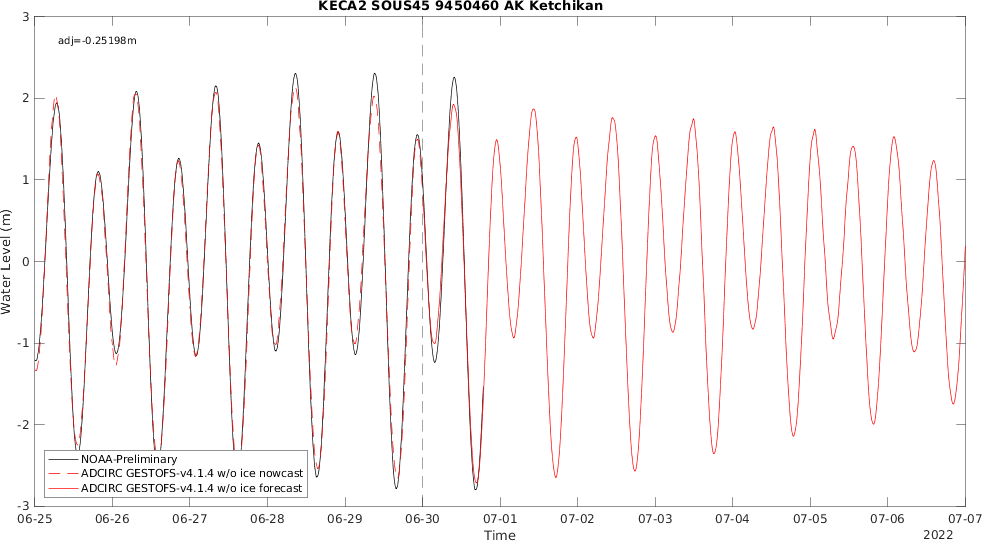 KECA2 SOUS45 9450460 AK Ketchikan
3
adj=-0.25198m
2
1
0
-1
-2
-3
Water Level (m)
NOAA-Preliminary
ADCIRC GESTOFS-v4.1.4 w/o ice nowcast
ADCIRC GESTOFS-v4.1.4 w/o ice forecast
06-25 06-26 06-27 06-28 06-29 06-30 07-01 07-02 07-03 07-04 07-05 07-06 07-07
Time
2022